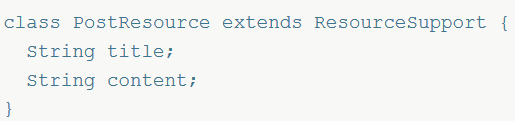 class PostResource extends ResourceSupport {
  String title;
  String content;
}